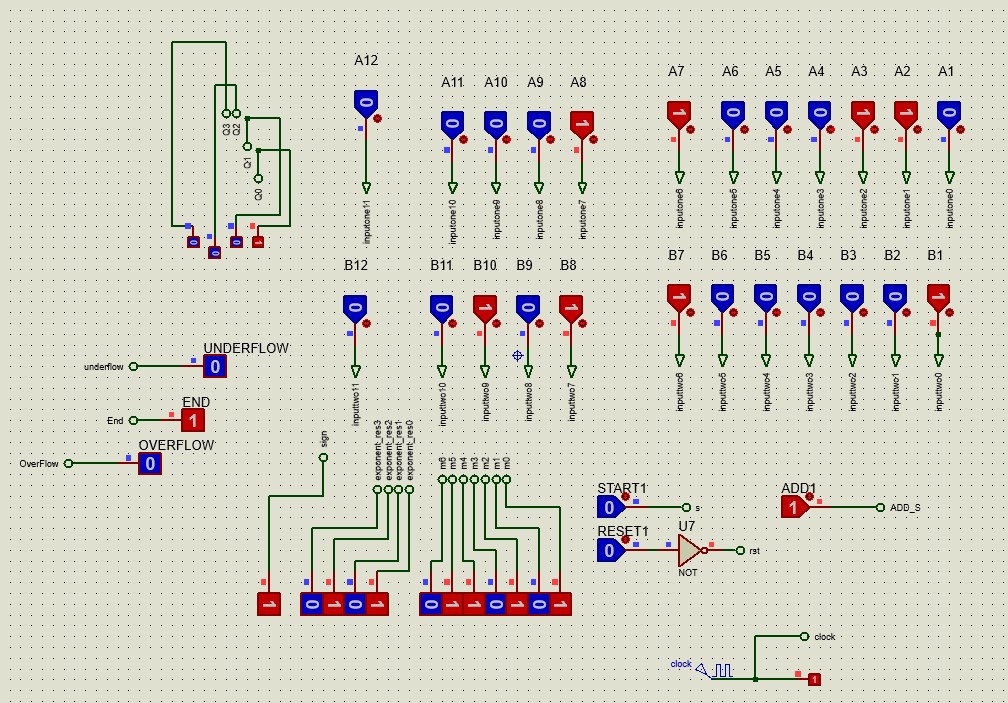 A12 A11 A10 A9 A8 A7 A6 A5 A4 A3 A2 A1
0 0 0 0 1 1 0 0 0 1 1 0
inputone11 inputone10 inputone9 inputone8 inputone7 inputone6 inputone5 inputone4 inputone3 inputone2 inputone1 inputone0
Q3 Q2 Q1 Q0
0 0 0 1
B12 B11 B10 B9 B8 B7 B6 B5 B4 B3 B2 B1
0 0 1 0 1 1 0 0 0 0 0 1
inputtwo11 inputtwo10 inputtwo9 inputtwo8 inputtwo7 inputtwo6 inputtwo5 inputtwo4 inputtwo3 inputtwo2 inputtwo1 inputtwo0
UNDERFLOW
underflow 0
END
End 1
OVERFLOW
OverFlow 0
sign exponent_res3 exponent_res2 exponent_res1 exponent_res0 m6 m5 m4 m3 m2 m1 m0
START1 ADD1
0 s 1 ADD_S
RESET1 U7
0 rst
NOT
1 0 1 0 1 0 1 1 0 1 0 1
clock
clock
1